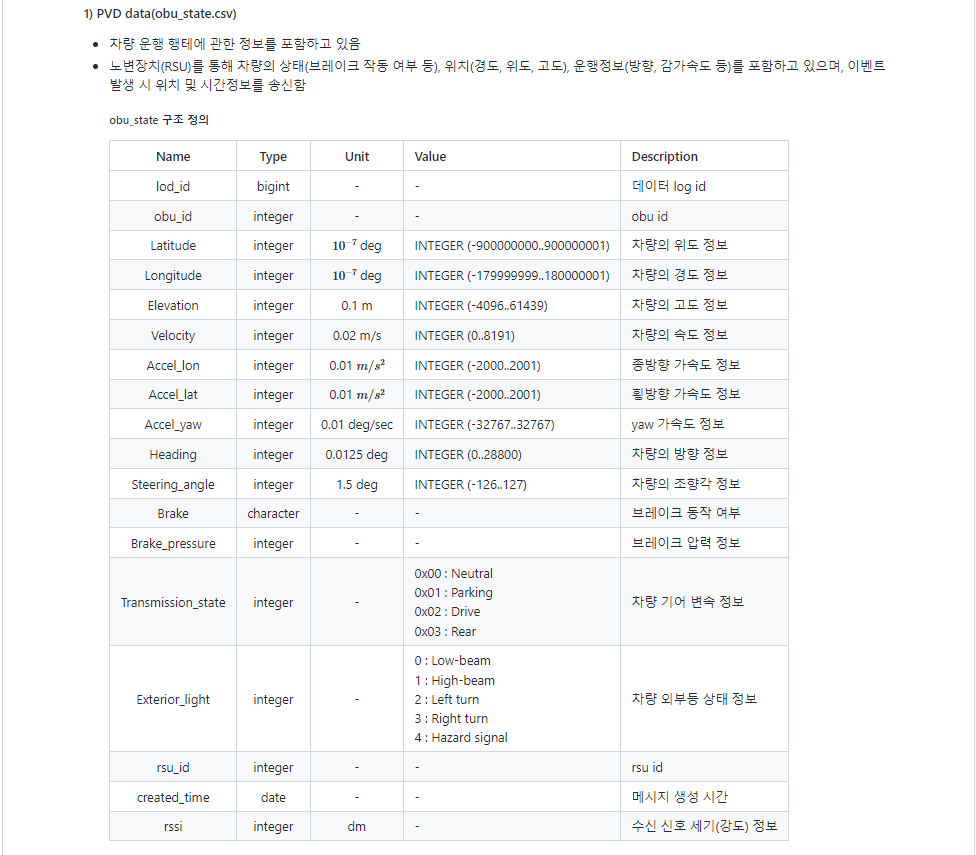 1) PVD data(obu_state.csv)
• 차량 운행 행태에 관한 정보를 포함하고 있음
• 노변장치(RSU)를 통해 차량의 상태(브레이크 작동 여부 등), 위치(경도, 위도, 고도), 운행정보(방향, 감가속도 등)를 포함하고 있으며, 이벤트
발생 시 위치 및 시간정보를 송신함
obu_state 구조 정의
Name Type Unit Value Description
lod_id bigint - - 데이터 log id
obu_id integer - - obu id
Latitude integer 10⁻⁷ deg INTEGER (-900000000..900000001) 차량의 위도 정보
Longitude integer 10⁻⁷ deg INTEGER (-179999999..180000001) 차량의 경도 정보
Elevation integer 0.1 m INTEGER (-4096..61439) 차량의 고도 정보
Velocity integer 0.02 m/s INTEGER (0..8191) 차량의 속도 정보
Accel_lon integer 0.01 m/s² INTEGER (-2000..2001) 종방향 가속도 정보
Accel_lat integer 0.01 m/s² INTEGER (-2000..2001) 횡방향 가속도 정보
Accel_yaw integer 0.01 deg/sec INTEGER (-32767..32767) yaw 가속도 정보
Heading integer 0.0125 deg INTEGER (0..28800) 차량의 방향 정보
Steering_angle integer 1.5 deg INTEGER (-126..127) 차량의 조향각 정보
Brake character - - 브레이크 동작 여부
Brake_pressure integer - - 브레이크 압력 정보
Transmission_state integer - 0x00 : Neutral
0x01 : Parking
0x02 : Drive
0x03 : Rear
차량 기어 변속 정보
Exterior_light integer - 0 : Low-beam
1 : High-beam
2 : Left turn
3 : Right turn
4 : Hazard signal
차량 외부등 상태 정보
rsu_id integer - - rsu id
created_time date - - 메시지 생성 시간
rssi integer dm - 수신 신호 세기(강도) 정보